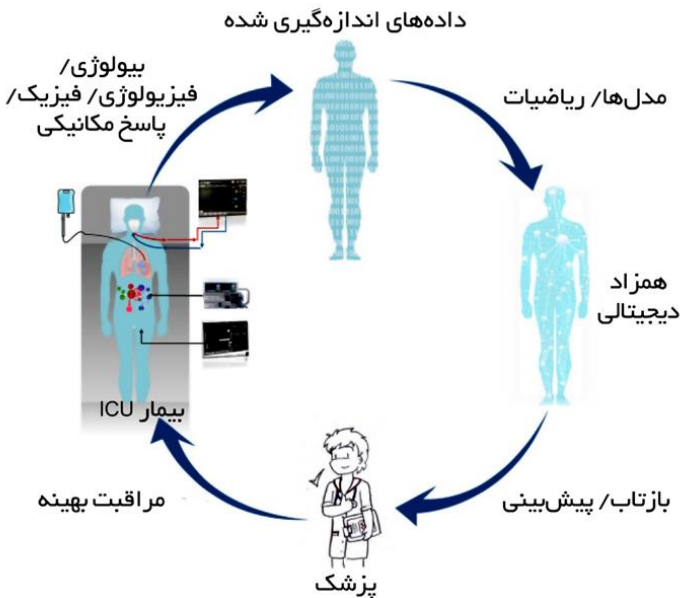 داده‌های اندازه‌گیری شده
بیولوژی/
فیزیولوژی/ فیزیک/
پاسخ مکانیکی
مدل‌ها/ ریاضیات
همزاد
دیجیتالی
بیمار ICU
بازتاب/ پیش‌بینی
مراقبت بهینه
پزشک